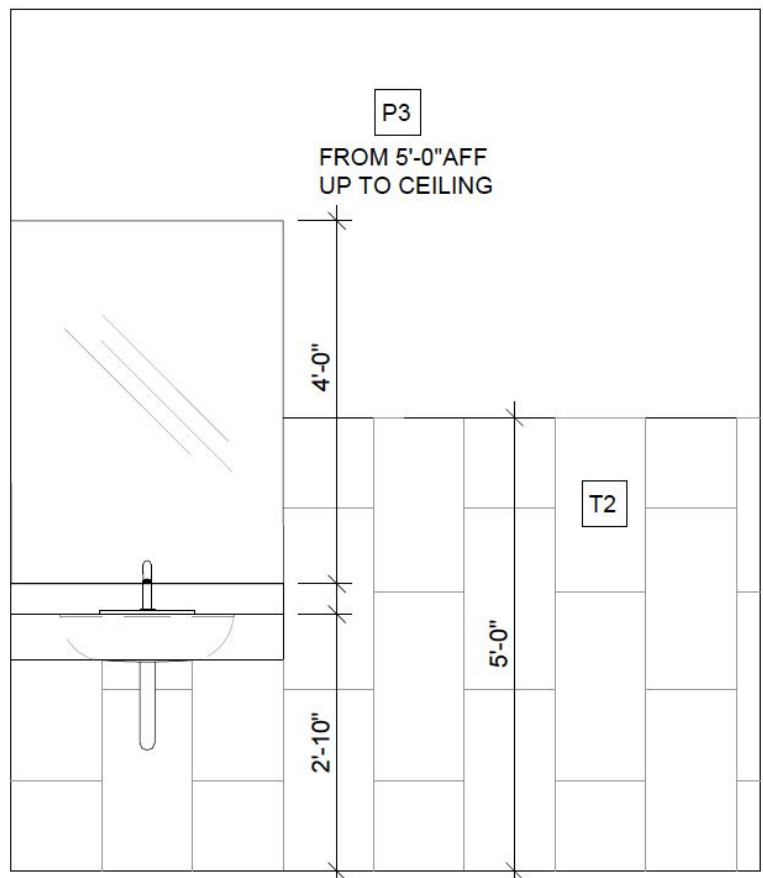 P3
FROM 5'-0"AFF
UP TO CEILING
4'-0"
T2
5'-0"
2'-10"